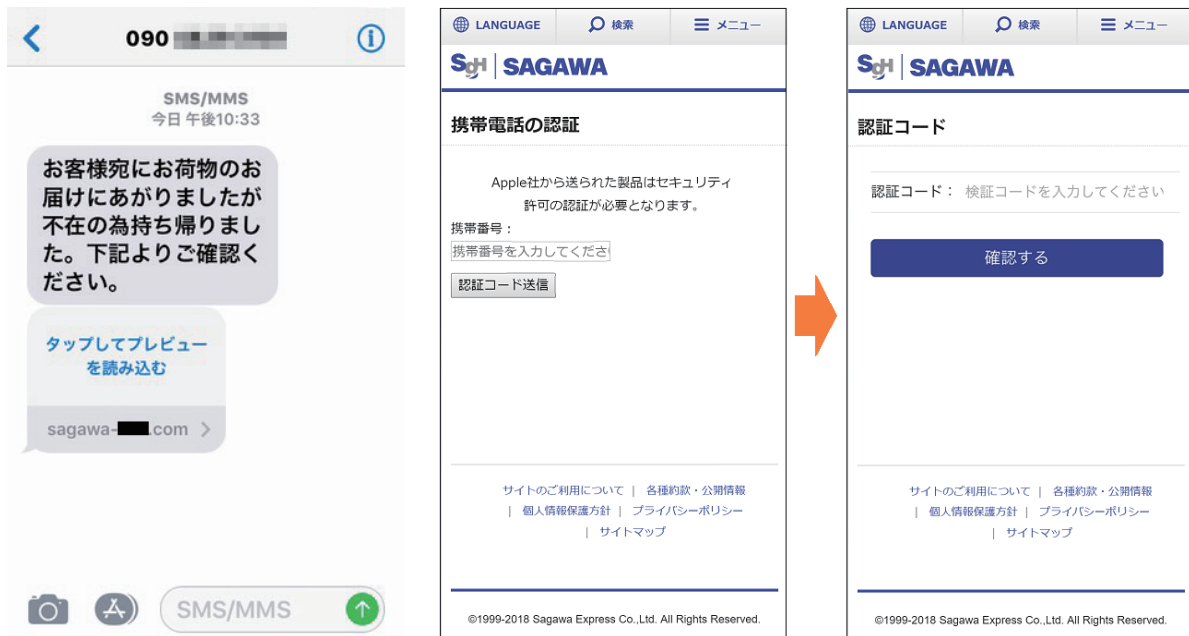 090
SMS/MMS
今日 午後10:33
お客様宛にお荷物のお
届けにあがりましたが
不在の為持ち帰りまし
た。下記よりご確認く
ださい。
タップしてプレビュー
を読み込む
sagawa- .com
SMS/MMS
LANGUAGE 検索 メニュー
SGH SAGAWA
携帯電話の認証
Apple社から送られた製品はセキュリティ
許可の認証が必要となります。
携帯番号：
携帯番号を入力してくださ
認証コード送信
サイトのご利用について | 各種約款・公開情報
| 個人情報保護方針 | プライバシーポリシー
| サイトマップ
©1999-2018 Sagawa Express Co.,Ltd. All Rights Reserved.
LANGUAGE 検索 メニュー
SGH SAGAWA
認証コード
認証コード： 検証コードを入力してください
確認する
サイトのご利用について | 各種約款・公開情報
| 個人情報保護方針 | プライバシーポリシー
| サイトマップ
©1999-2018 Sagawa Express Co.,Ltd. All Rights Reserved.